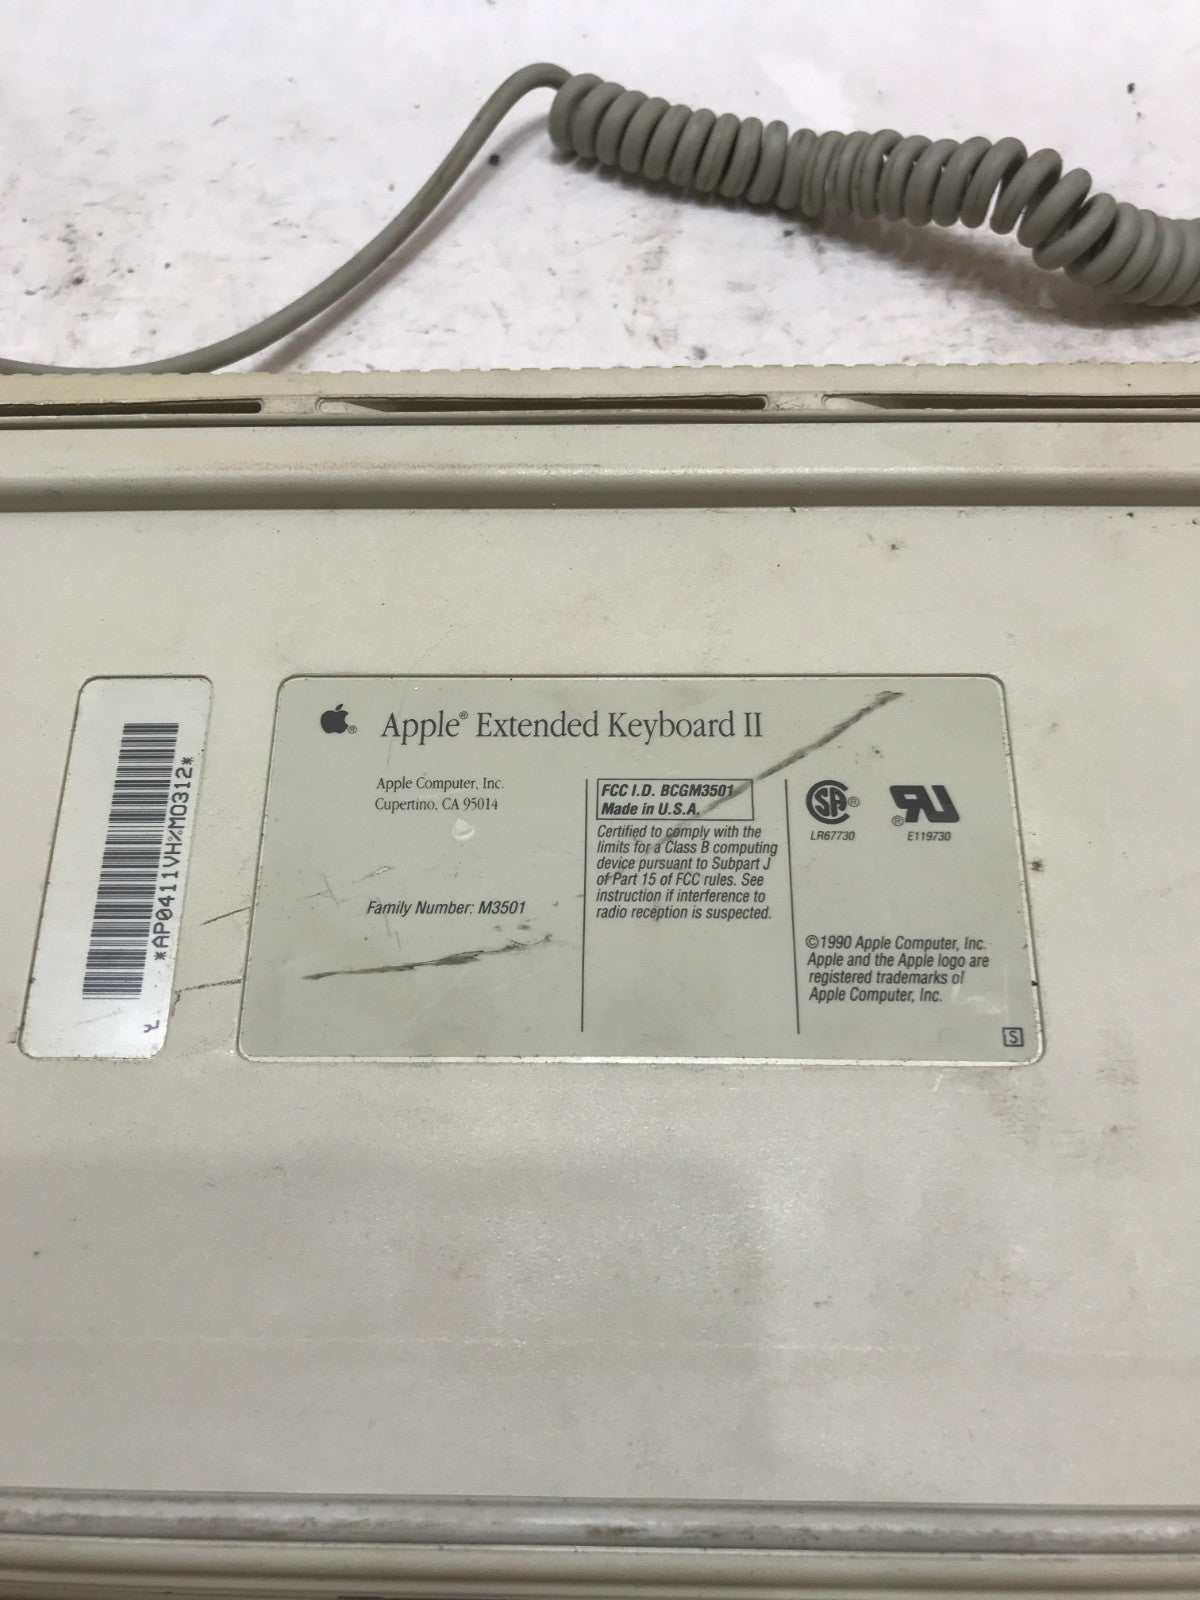 *AP0411VH%M0312*
Y
Apple® Extended Keyboard II
Apple Computer, Inc.
Cupertino, CA 95014
Family Number: M3501
FCC I.D. BCGM3501
Made in U.S.A.
Certified to comply with the
limits for a Class B computing
device pursuant to Subpart J
of Part 15 of FCC rules. See
instruction if interference to
radio reception is suspected.
SA®
LR67730
®
E119730
©1990 Apple Computer, Inc.
Apple and the Apple logo are
registered trademarks of
Apple Computer, Inc.
S